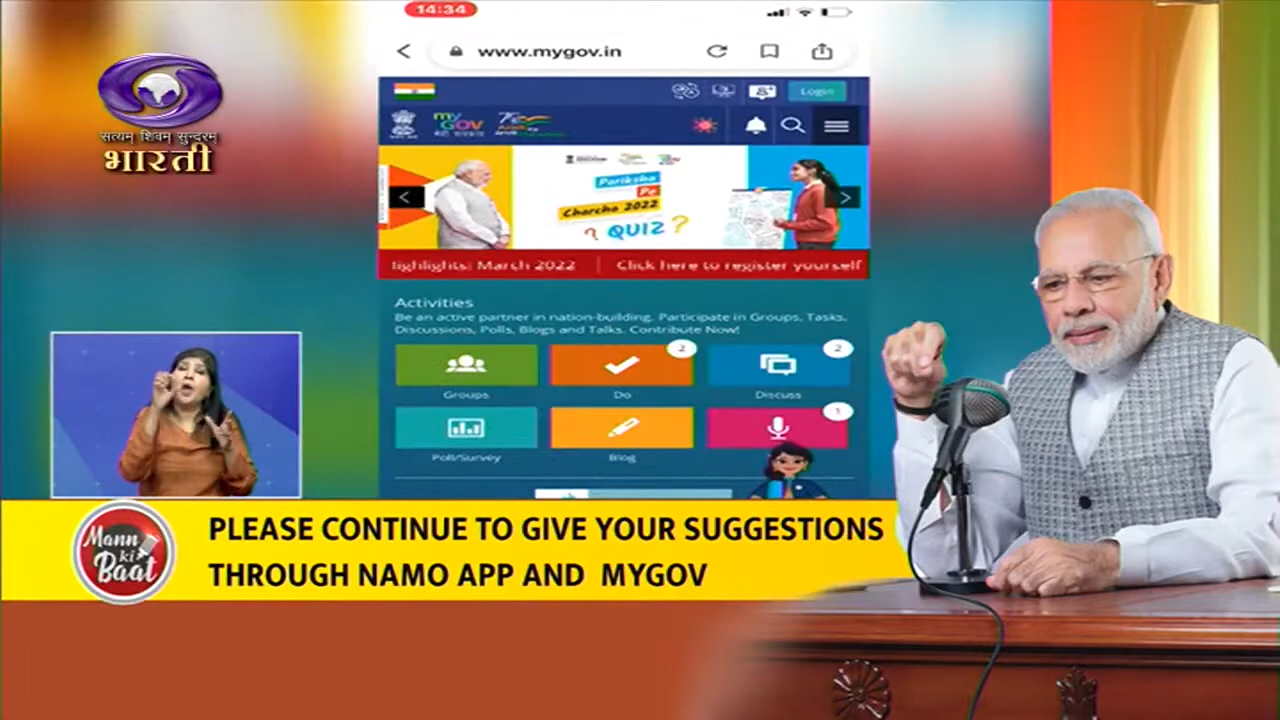 14:34
www.mygov.in
सत्यम् शिवम् सुन्दरम्
भारती
Login
my
GOV
मेरी सरकार
Pariksha
Pe
Charcha 2022
? QUIZ ?
Highlights: March 2022 | Click here to register yourself
Activities
Be an active partner in nation-building. Participate in Groups, Tasks,
Discussions, Polls, Blogs and Talks. Contribute Now!
2
2
Groups
Do
Discuss
1
Poll/Survey
Blog
Mann
ki
Baat
PLEASE CONTINUE TO GIVE YOUR SUGGESTIONS
THROUGH NAMO APP AND MYGOV